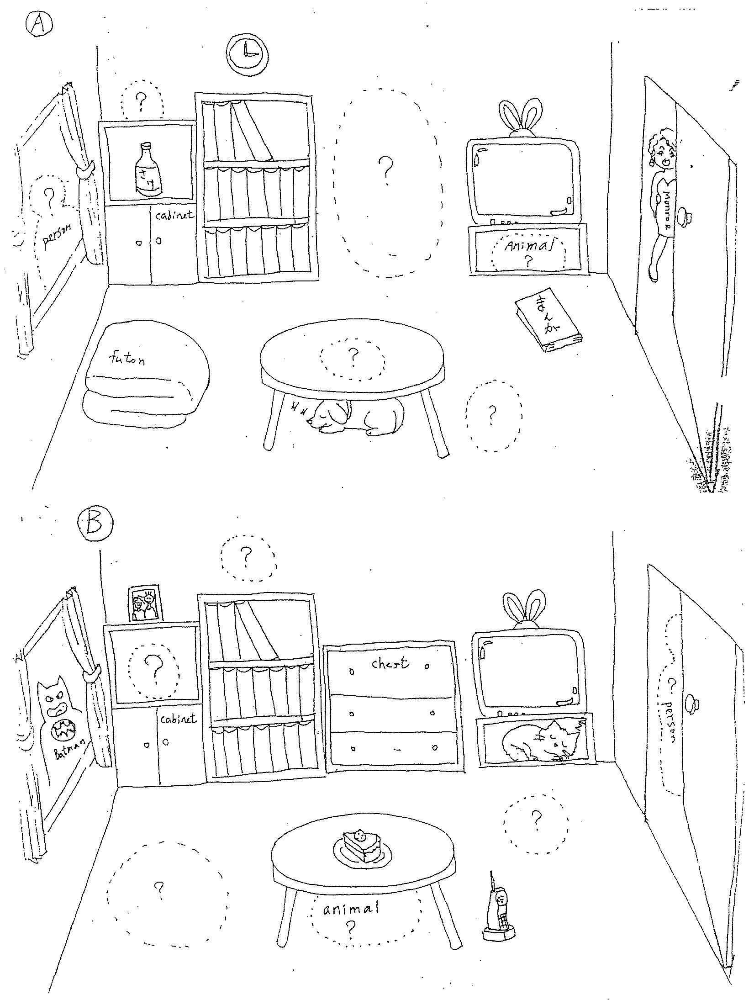 A
?
?
?
person
cabinet
Monroe
Animal
?
まんが
futon
?
?
B
?
?
chest
cabinet
Batman
? person
?
?
animal
?